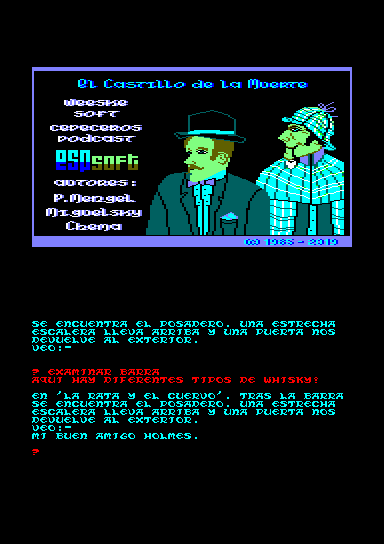 El Castillo de la Muerte
WEESKE
SOFT
CEPECEROS
PODCAST
ESP SOFT
AUTORES:
P.Mengel
Miguelsky
Chema
(C) 1985-2019
SE ENCUENTRA EL POSADERO. UNA ESTRECHA
ESCALERA LLEVA ARRIBA Y UNA PUERTA NOS
DEVUELVE AL EXTERIOR.
VEO:-
? EXAMINAR BARRA
AQUI HAY DIFERENTES TIPOS DE WHISKY!
EN 'LA RATA Y EL CUERVO'. TRAS LA BARRA
SE ENCUENTRA EL POSADERO. UNA ESTRECHA
ESCALERA LLEVA ARRIBA Y UNA PUERTA NOS
DEVUELVE AL EXTERIOR.
VEO:-
MI BUEN AMIGO HOLMES.
?